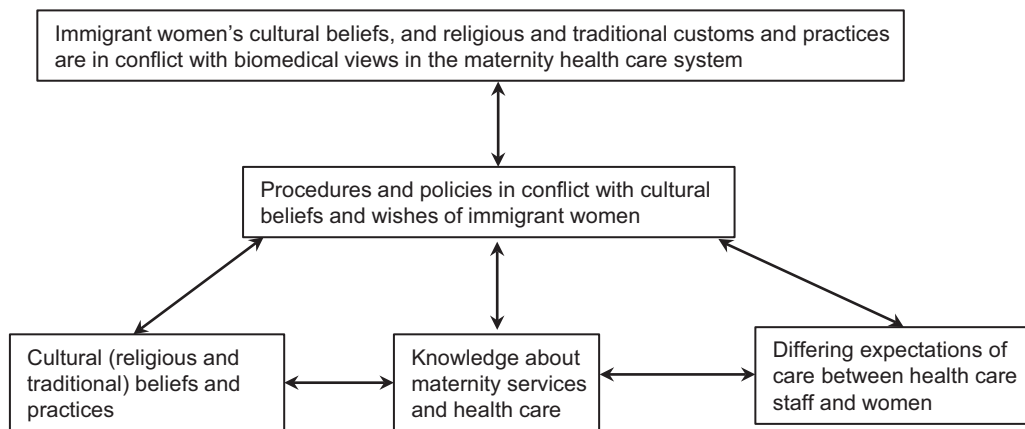 Immigrant women’s cultural beliefs, and religious and traditional customs and practices
are in conflict with biomedical views in the maternity health care system
Procedures and policies in conflict with cultural
beliefs and wishes of immigrant women
Cultural (religious and
traditional) beliefs and
practices
Knowledge about
maternity services
and health care
Differing expectations of
care between health care
staff and women